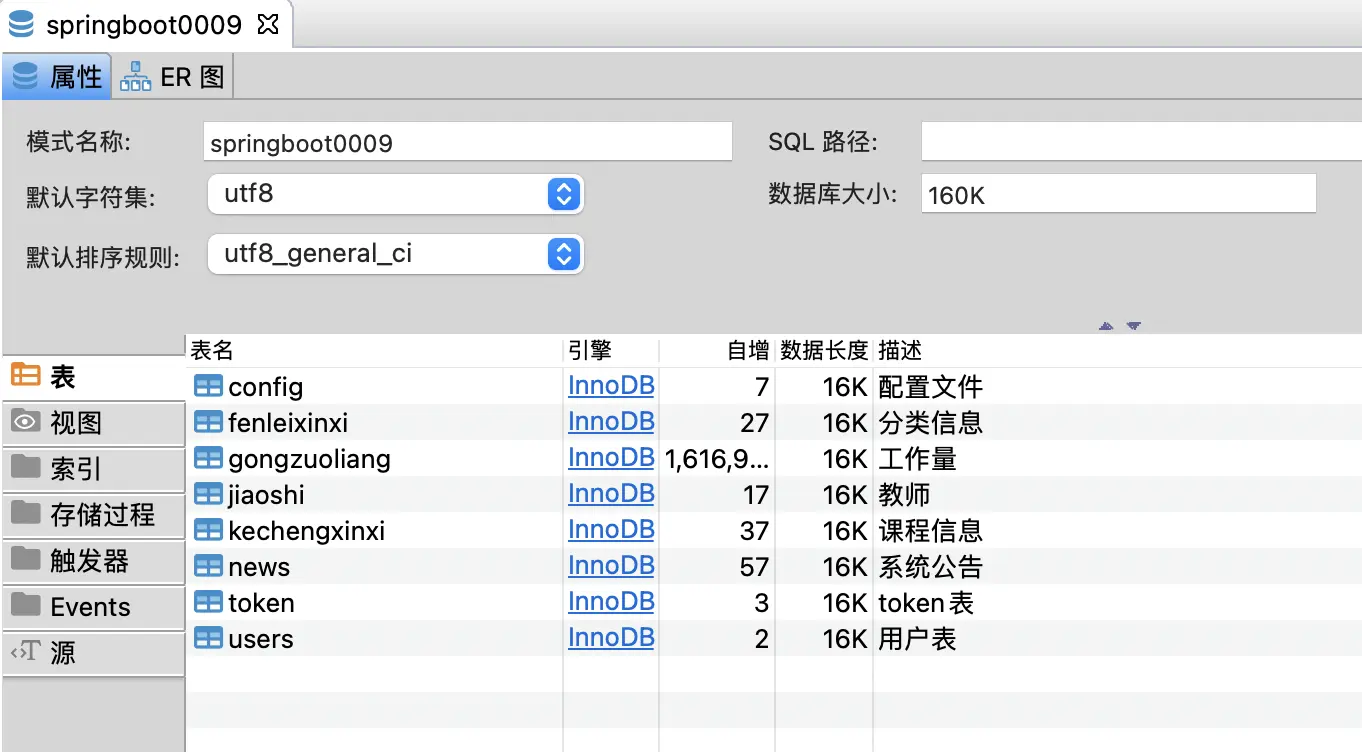 springboot0009
属性 ER 图
模式名称: springboot0009 SQL 路径:
默认字符集: utf8 数据库大小: 160K
默认排序规则: utf8_general_ci
表名 引擎 自增 数据长度 描述
表
视图
索引
存储过程
触发器
Events
源
config InnoDB 7 16K 配置文件
fenleixinxi InnoDB 27 16K 分类信息
gongzuoliang InnoDB 1,616,9... 16K 工作量
jiaoshi InnoDB 17 16K 教师
kechengxinxi InnoDB 37 16K 课程信息
news InnoDB 57 16K 系统公告
token InnoDB 3 16K token表
users InnoDB 2 16K 用户表